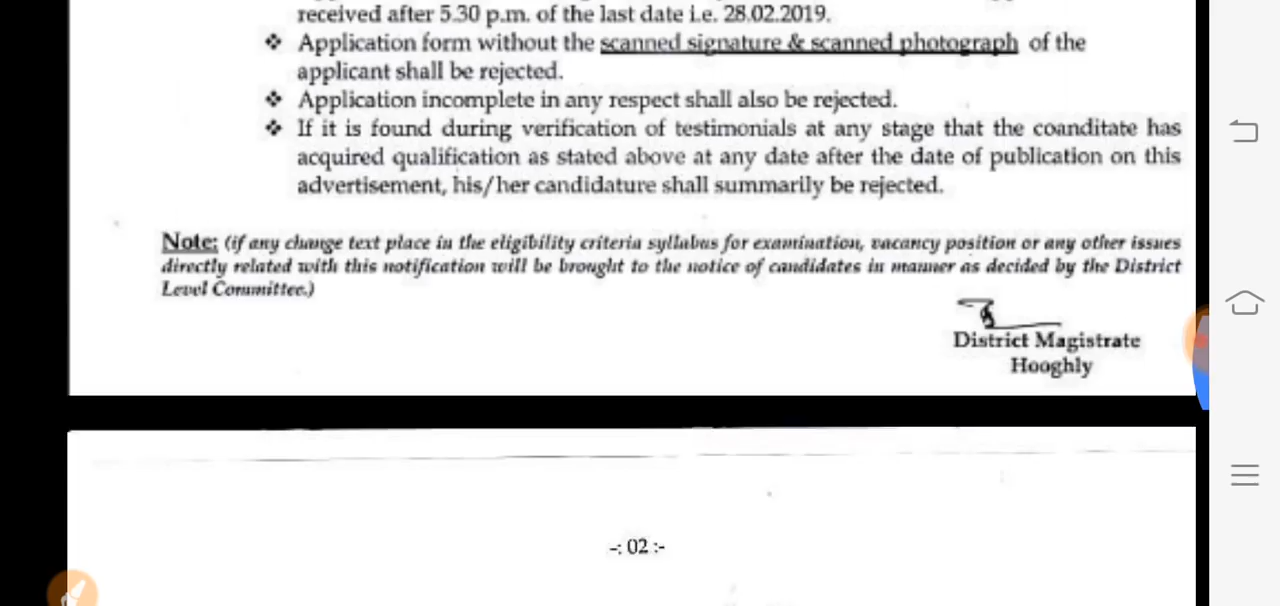 received after 5.30 p.m. of the last date i.e. 28.02.2019.
❖ Application form without the scanned signature & scanned photograph of the
applicant shall be rejected.
❖ Application incomplete in any respect shall also be rejected.
❖ If it is found during verification of testimonials at any stage that the coanditate has
acquired qualification as stated above at any date after the date of publication on this
advertisement, his/her candidature shall summarily be rejected.
Note: (if any change text place in the eligibility criteria syllabus for examination, vacancy position or any other issues
directly related with this notification will be brought to the notice of candidates in manner as decided by the District
Level Committee.)
District Magistrate
Hooghly
-: 02 :-